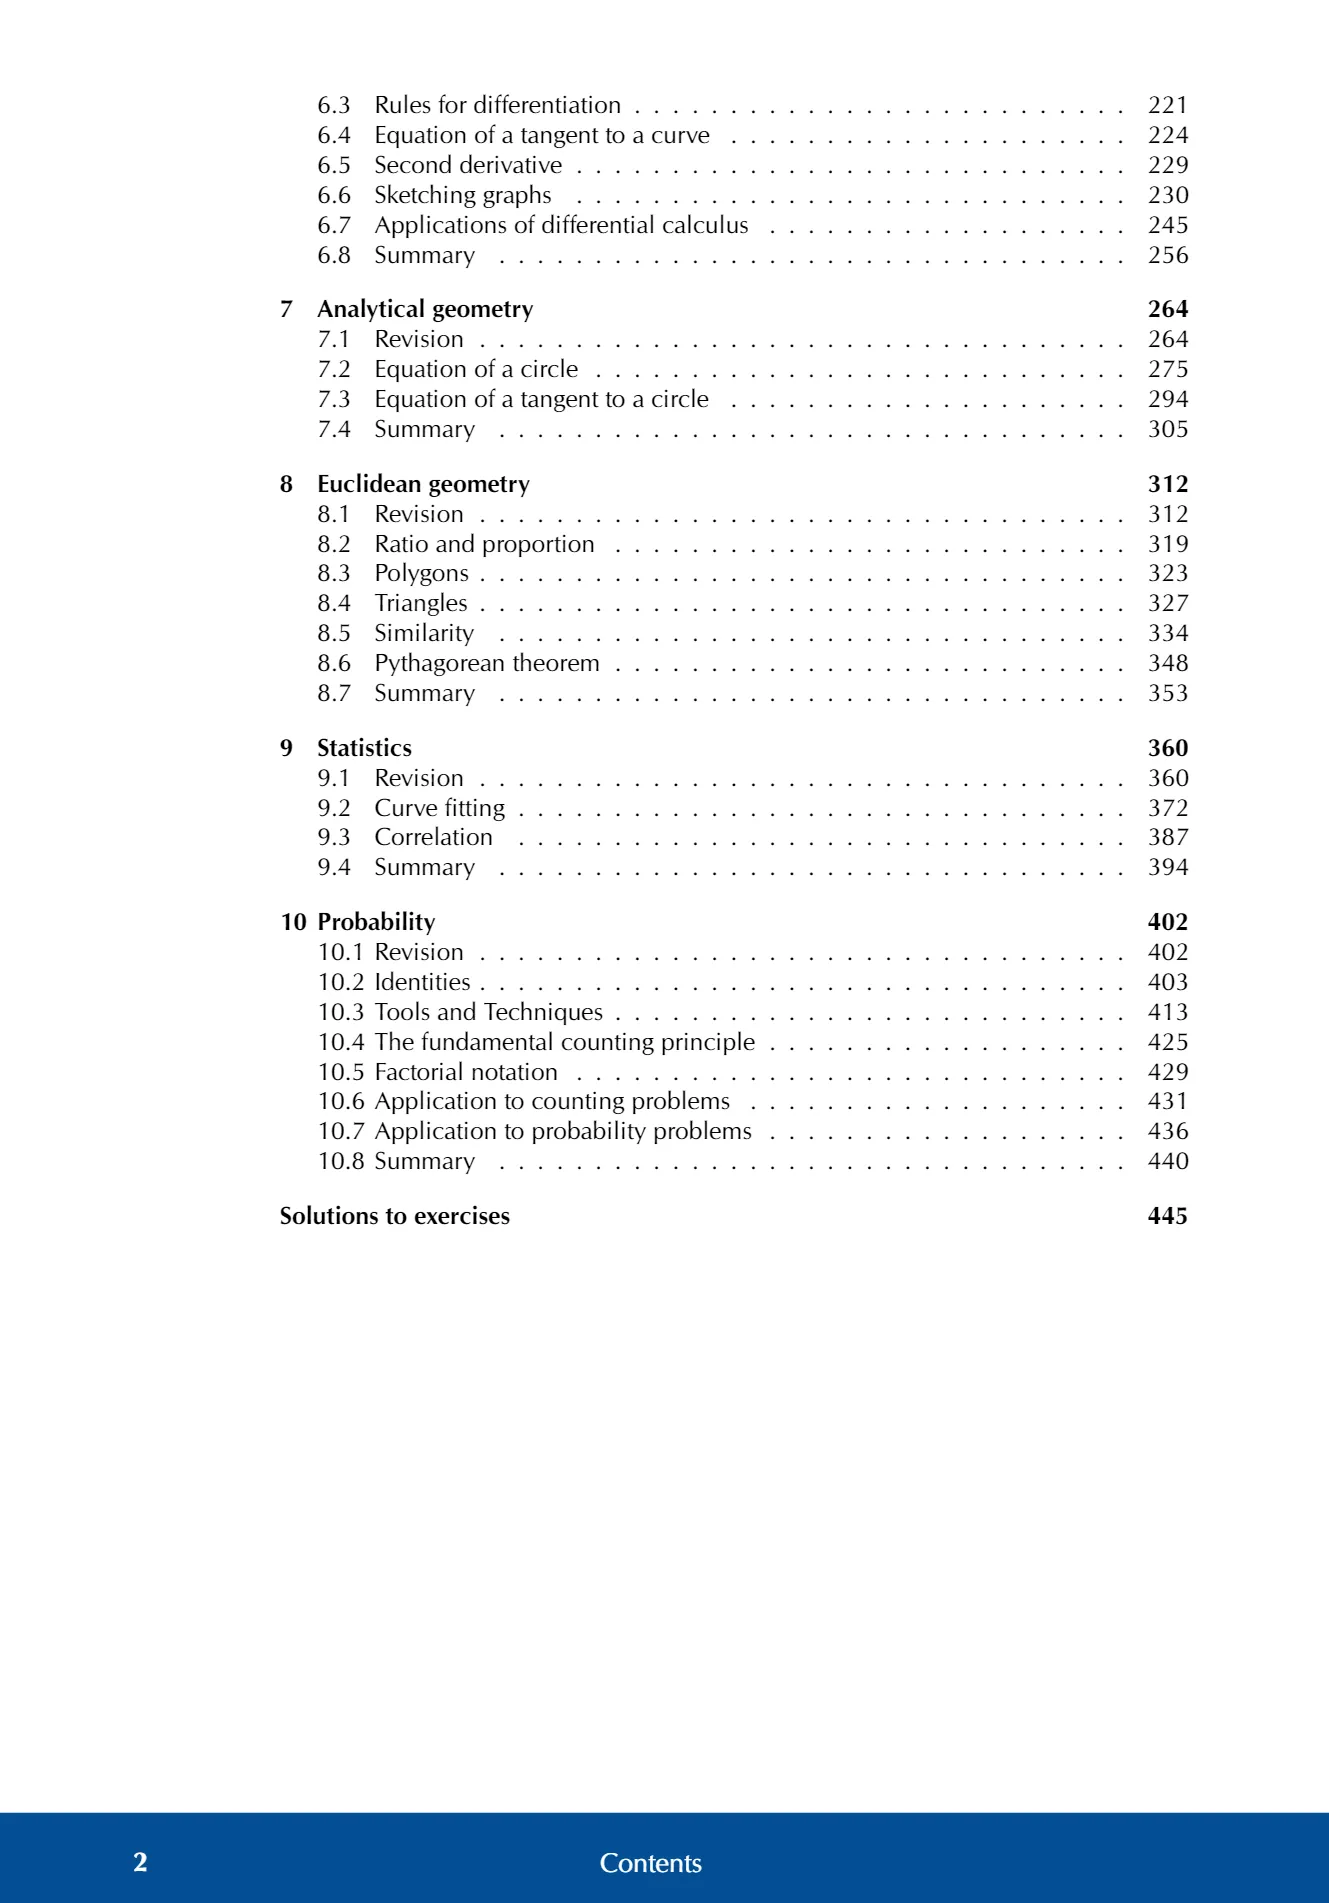 6.3 Rules for differentiation . . . . . . . . . . . . . . . . . . . . . . . . . . 221
6.4 Equation of a tangent to a curve . . . . . . . . . . . . . . . . . . . . . 224
6.5 Second derivative . . . . . . . . . . . . . . . . . . . . . . . . . . . . . 229
6.6 Sketching graphs . . . . . . . . . . . . . . . . . . . . . . . . . . . . . 230
6.7 Applications of differential calculus . . . . . . . . . . . . . . . . . . . 245
6.8 Summary . . . . . . . . . . . . . . . . . . . . . . . . . . . . . . . . . 256
7 Analytical geometry 264
7.1 Revision . . . . . . . . . . . . . . . . . . . . . . . . . . . . . . . . . . 264
7.2 Equation of a circle . . . . . . . . . . . . . . . . . . . . . . . . . . . . 275
7.3 Equation of a tangent to a circle . . . . . . . . . . . . . . . . . . . . . 294
7.4 Summary . . . . . . . . . . . . . . . . . . . . . . . . . . . . . . . . . 305
8 Euclidean geometry 312
8.1 Revision . . . . . . . . . . . . . . . . . . . . . . . . . . . . . . . . . . 312
8.2 Ratio and proportion . . . . . . . . . . . . . . . . . . . . . . . . . . . 319
8.3 Polygons . . . . . . . . . . . . . . . . . . . . . . . . . . . . . . . . . . 323
8.4 Triangles . . . . . . . . . . . . . . . . . . . . . . . . . . . . . . . . . . 327
8.5 Similarity . . . . . . . . . . . . . . . . . . . . . . . . . . . . . . . . . 334
8.6 Pythagorean theorem . . . . . . . . . . . . . . . . . . . . . . . . . . . 348
8.7 Summary . . . . . . . . . . . . . . . . . . . . . . . . . . . . . . . . . 353
9 Statistics 360
9.1 Revision . . . . . . . . . . . . . . . . . . . . . . . . . . . . . . . . . . 360
9.2 Curve fitting . . . . . . . . . . . . . . . . . . . . . . . . . . . . . . . . 372
9.3 Correlation . . . . . . . . . . . . . . . . . . . . . . . . . . . . . . . . 387
9.4 Summary . . . . . . . . . . . . . . . . . . . . . . . . . . . . . . . . . 394
10 Probability 402
10.1 Revision . . . . . . . . . . . . . . . . . . . . . . . . . . . . . . . . . . 402
10.2 Identities . . . . . . . . . . . . . . . . . . . . . . . . . . . . . . . . . . 403
10.3 Tools and Techniques . . . . . . . . . . . . . . . . . . . . . . . . . . . 413
10.4 The fundamental counting principle . . . . . . . . . . . . . . . . . . . 425
10.5 Factorial notation . . . . . . . . . . . . . . . . . . . . . . . . . . . . . 429
10.6 Application to counting problems . . . . . . . . . . . . . . . . . . . . 431
10.7 Application to probability problems . . . . . . . . . . . . . . . . . . . 436
10.8 Summary . . . . . . . . . . . . . . . . . . . . . . . . . . . . . . . . . 440
Solutions to exercises 445
2 Contents